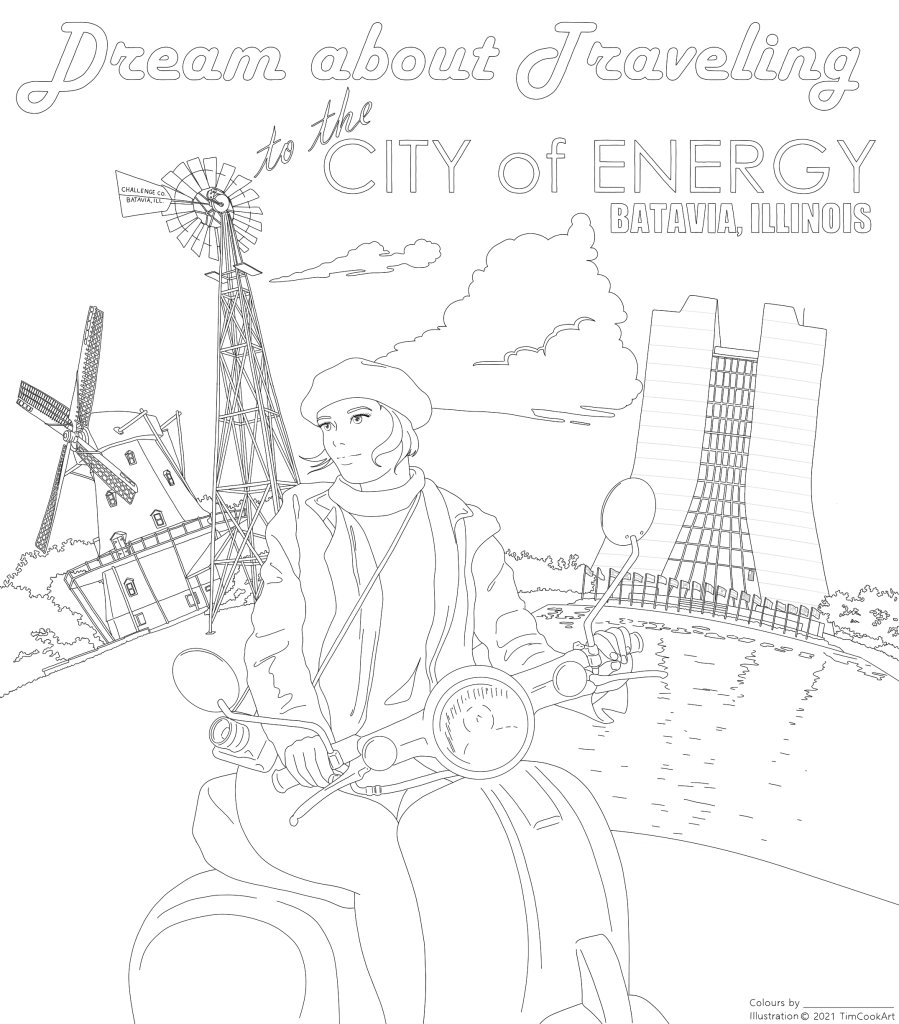 Dream about Traveling
to the
CITY of ENERGY
BATAVIA, ILLINOIS
CHALLENGE CO.
BATAVIA, ILL.
Colours by
Illustration © 2021 TimCookArt